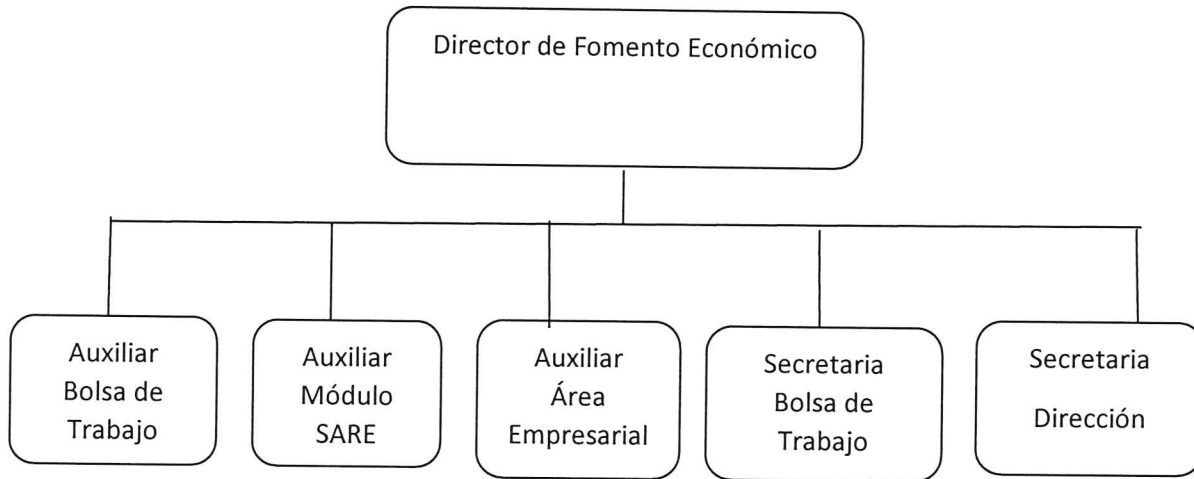 Director de Fomento Económico
Auxiliar
Bolsa de
Trabajo
Auxiliar
Módulo
SARE
Auxiliar
Área
Empresarial
Secretaria
Bolsa de
Trabajo
Secretaria
Dirección